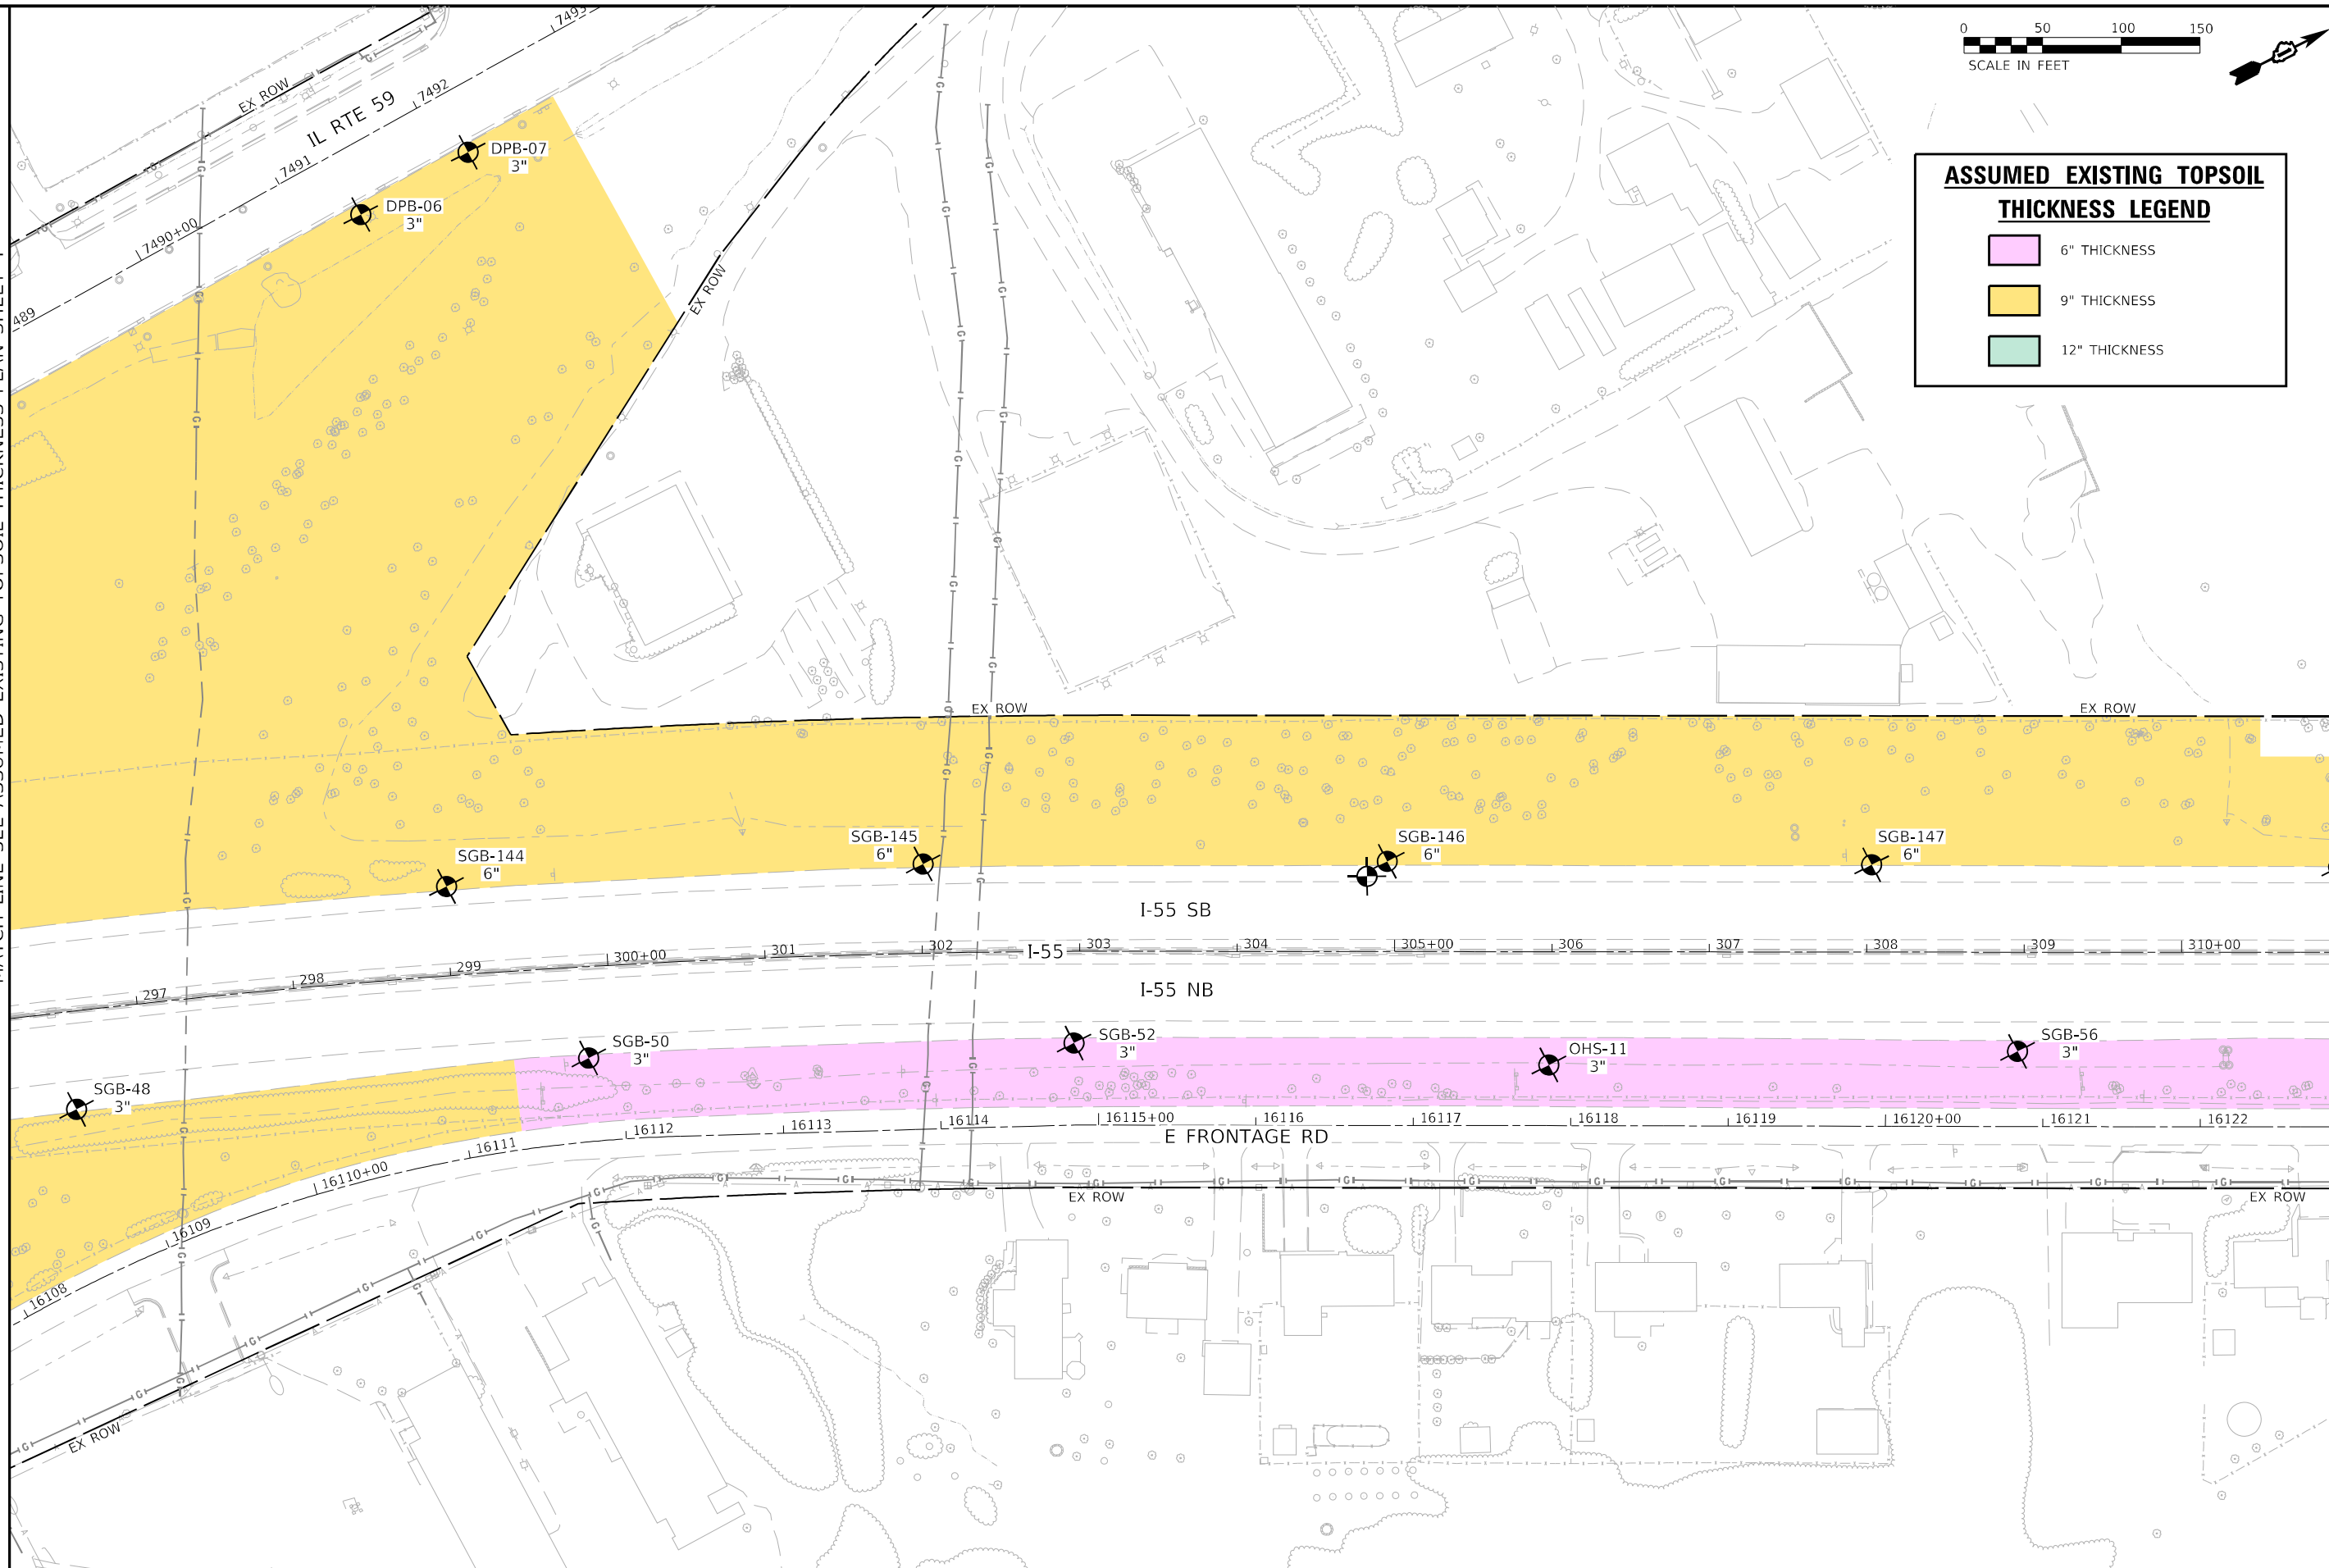 0 50 100 150
SCALE IN FEET
ASSUMED EXISTING TOPSOIL
THICKNESS LEGEND
6" THICKNESS
9" THICKNESS
12" THICKNESS
EX ROW
IL RTE 59
489
7490+00
7491
7492
7493
DPB-07
3"
DPB-06
3"
EX ROW
EX ROW
EX ROW
SGB-144
6"
SGB-145
6"
SGB-146
6"
SGB-147
6"
I-55 SB
297
298
299
300+00
301
302
I-55
303
304
305+00
306
307
308
309
310+00
I-55 NB
SGB-48
3"
SGB-50
3"
SGB-52
3"
OHS-11
3"
SGB-56
3"
16108
16109
16110+00
16111
16112
16113
16114
16115+00
16116
16117
16118
16119
16120+00
16121
16122
E FRONTAGE RD
EX ROW
EX ROW
EX ROW